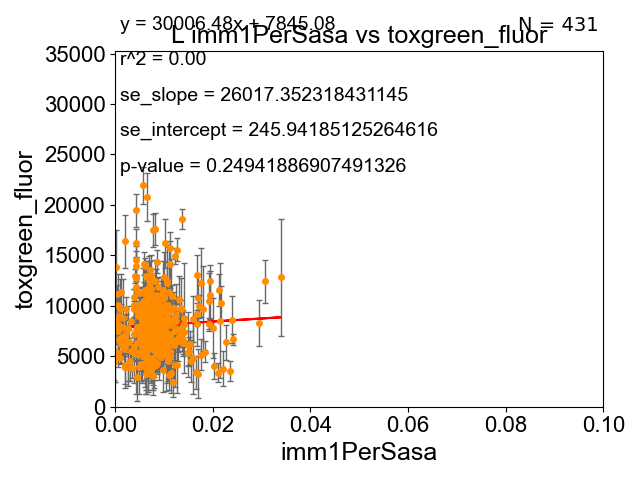 y = 30006.48x + 7845.08
N = 431
L imm1PerSasa vs toxgreen_fluor
r^2 = 0.00
se_slope = 26017.352318431145
se_intercept = 245.94185125264616
p-value = 0.24941886907491326
35000
30000
25000
20000
15000
10000
5000
0
toxgreen_fluor
0.00 0.02 0.04 0.06 0.08 0.10
imm1PerSasa